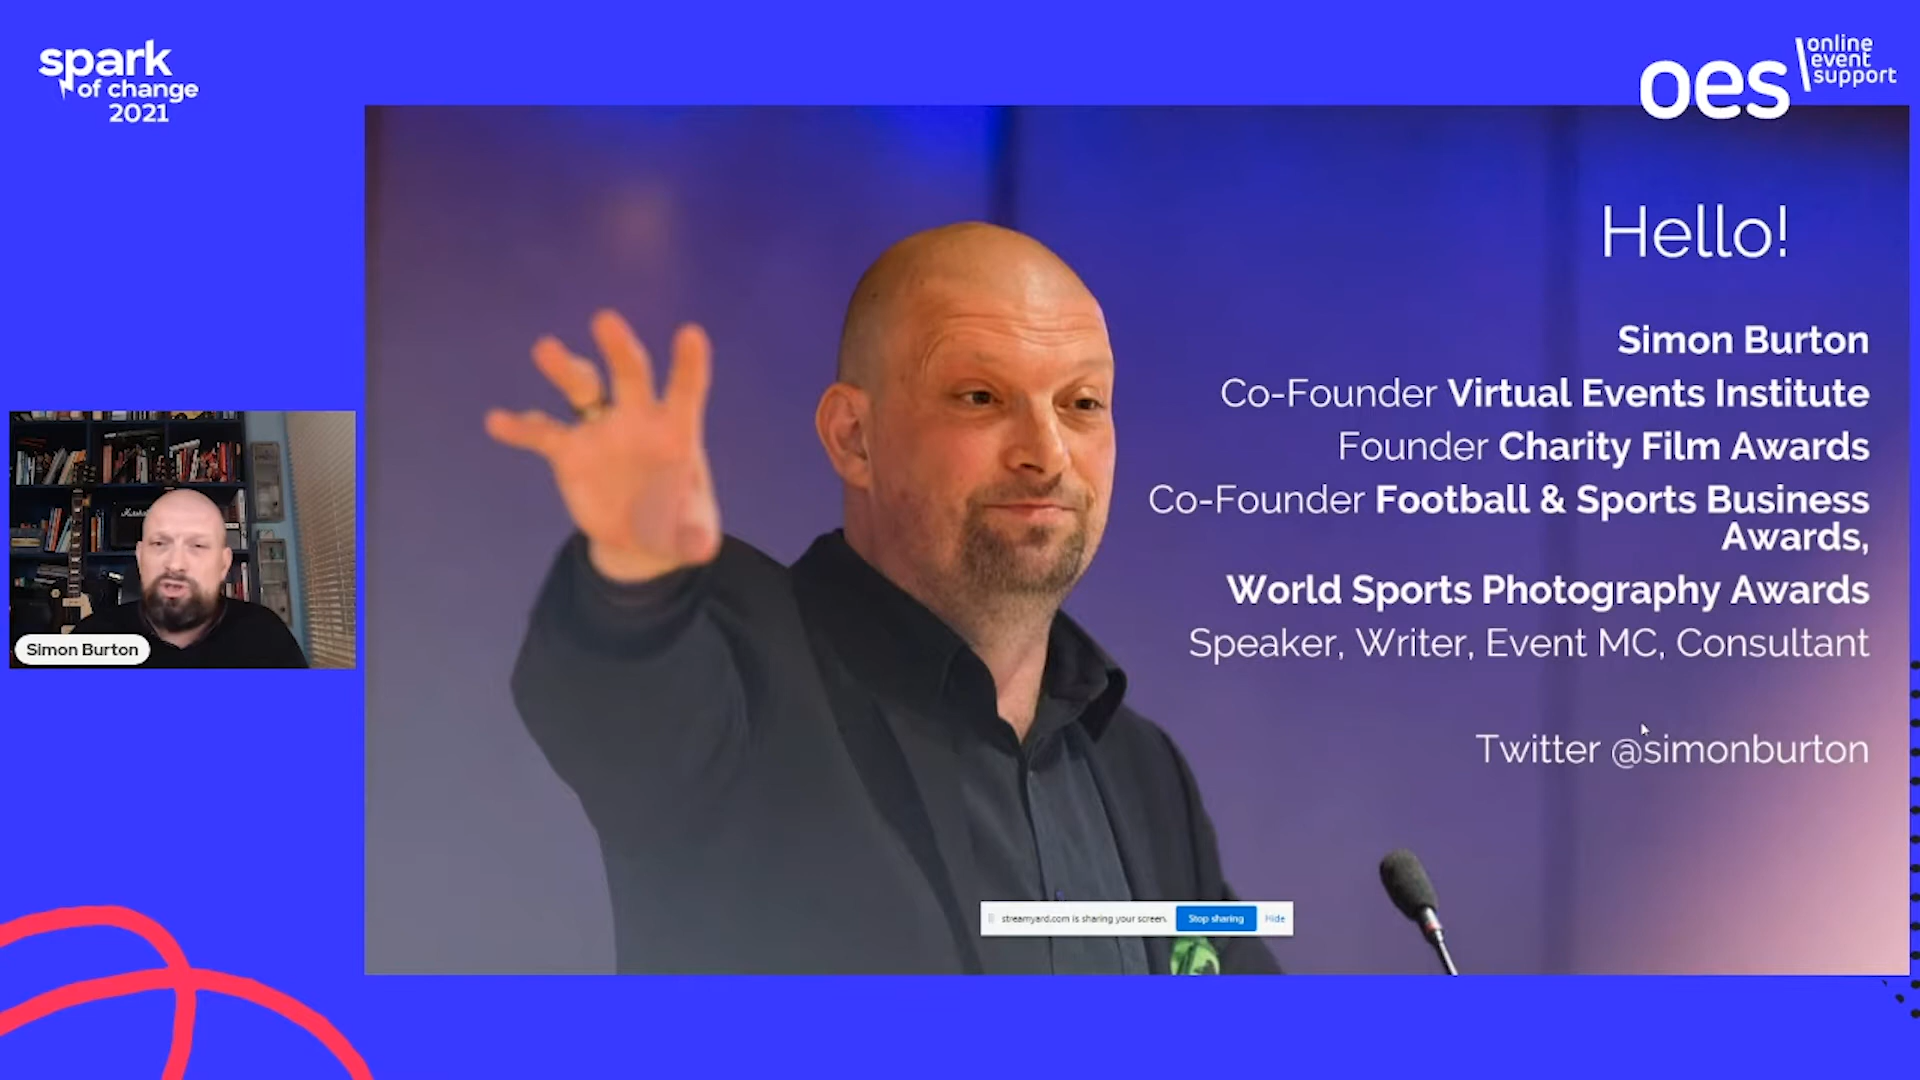 spark
of change
2021
oes
online
event
support
Hello!
Simon Burton
Co-Founder Virtual Events Institute
Founder Charity Film Awards
Co-Founder Football & Sports Business
Awards,
World Sports Photography Awards
Speaker, Writer, Event MC, Consultant
Twitter @simonburton
Marshall
Simon Burton
streamyard.com is sharing your screen.
Stop sharing
Hide